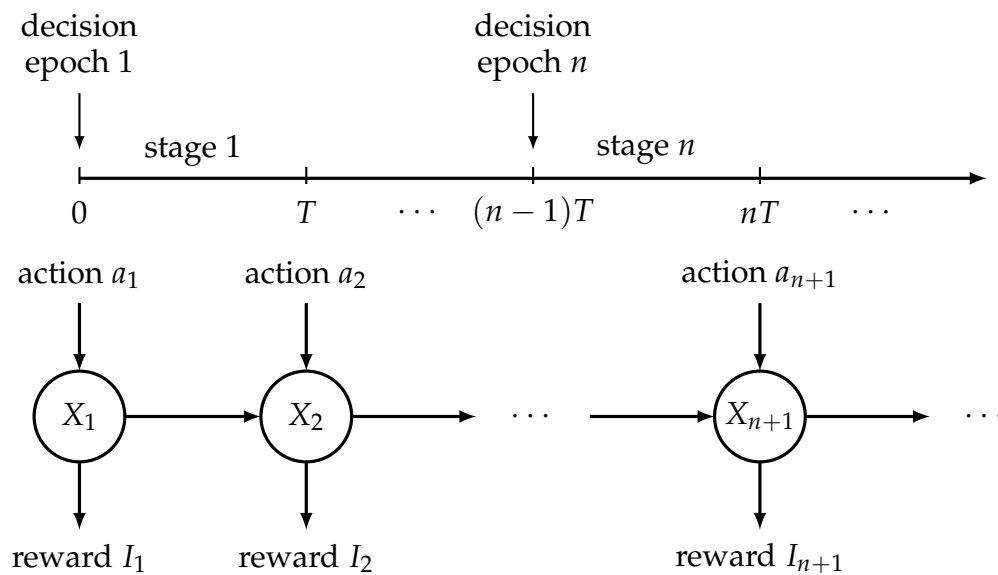 decision decision
epoch 1 epoch n
stage 1 stage n
0 T ⋯ (n − 1)T nT ⋯
action a₁ action a₂ action aₙ₊₁
X₁ X₂ ⋯ Xₙ₊₁ ⋯
reward I₁ reward I₂ reward Iₙ₊₁